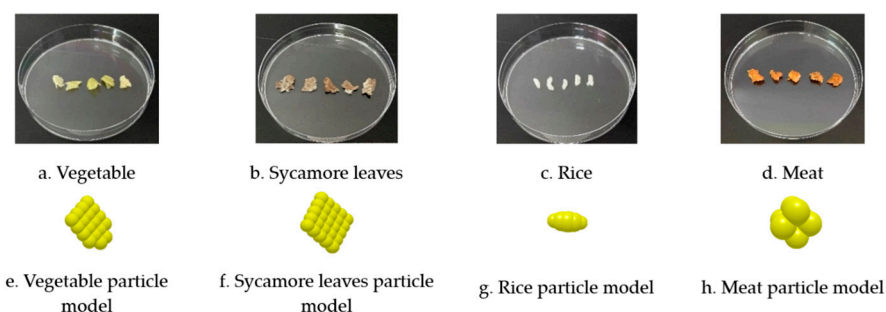 a. Vegetable
b. Sycamore leaves
c. Rice
d. Meat
e. Vegetable particle
model
f. Sycamore leaves particle
model
g. Rice particle model
h. Meat particle model